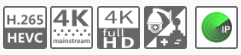 H.265
HEVC
4K
mainstream
4K
full
HD
IP